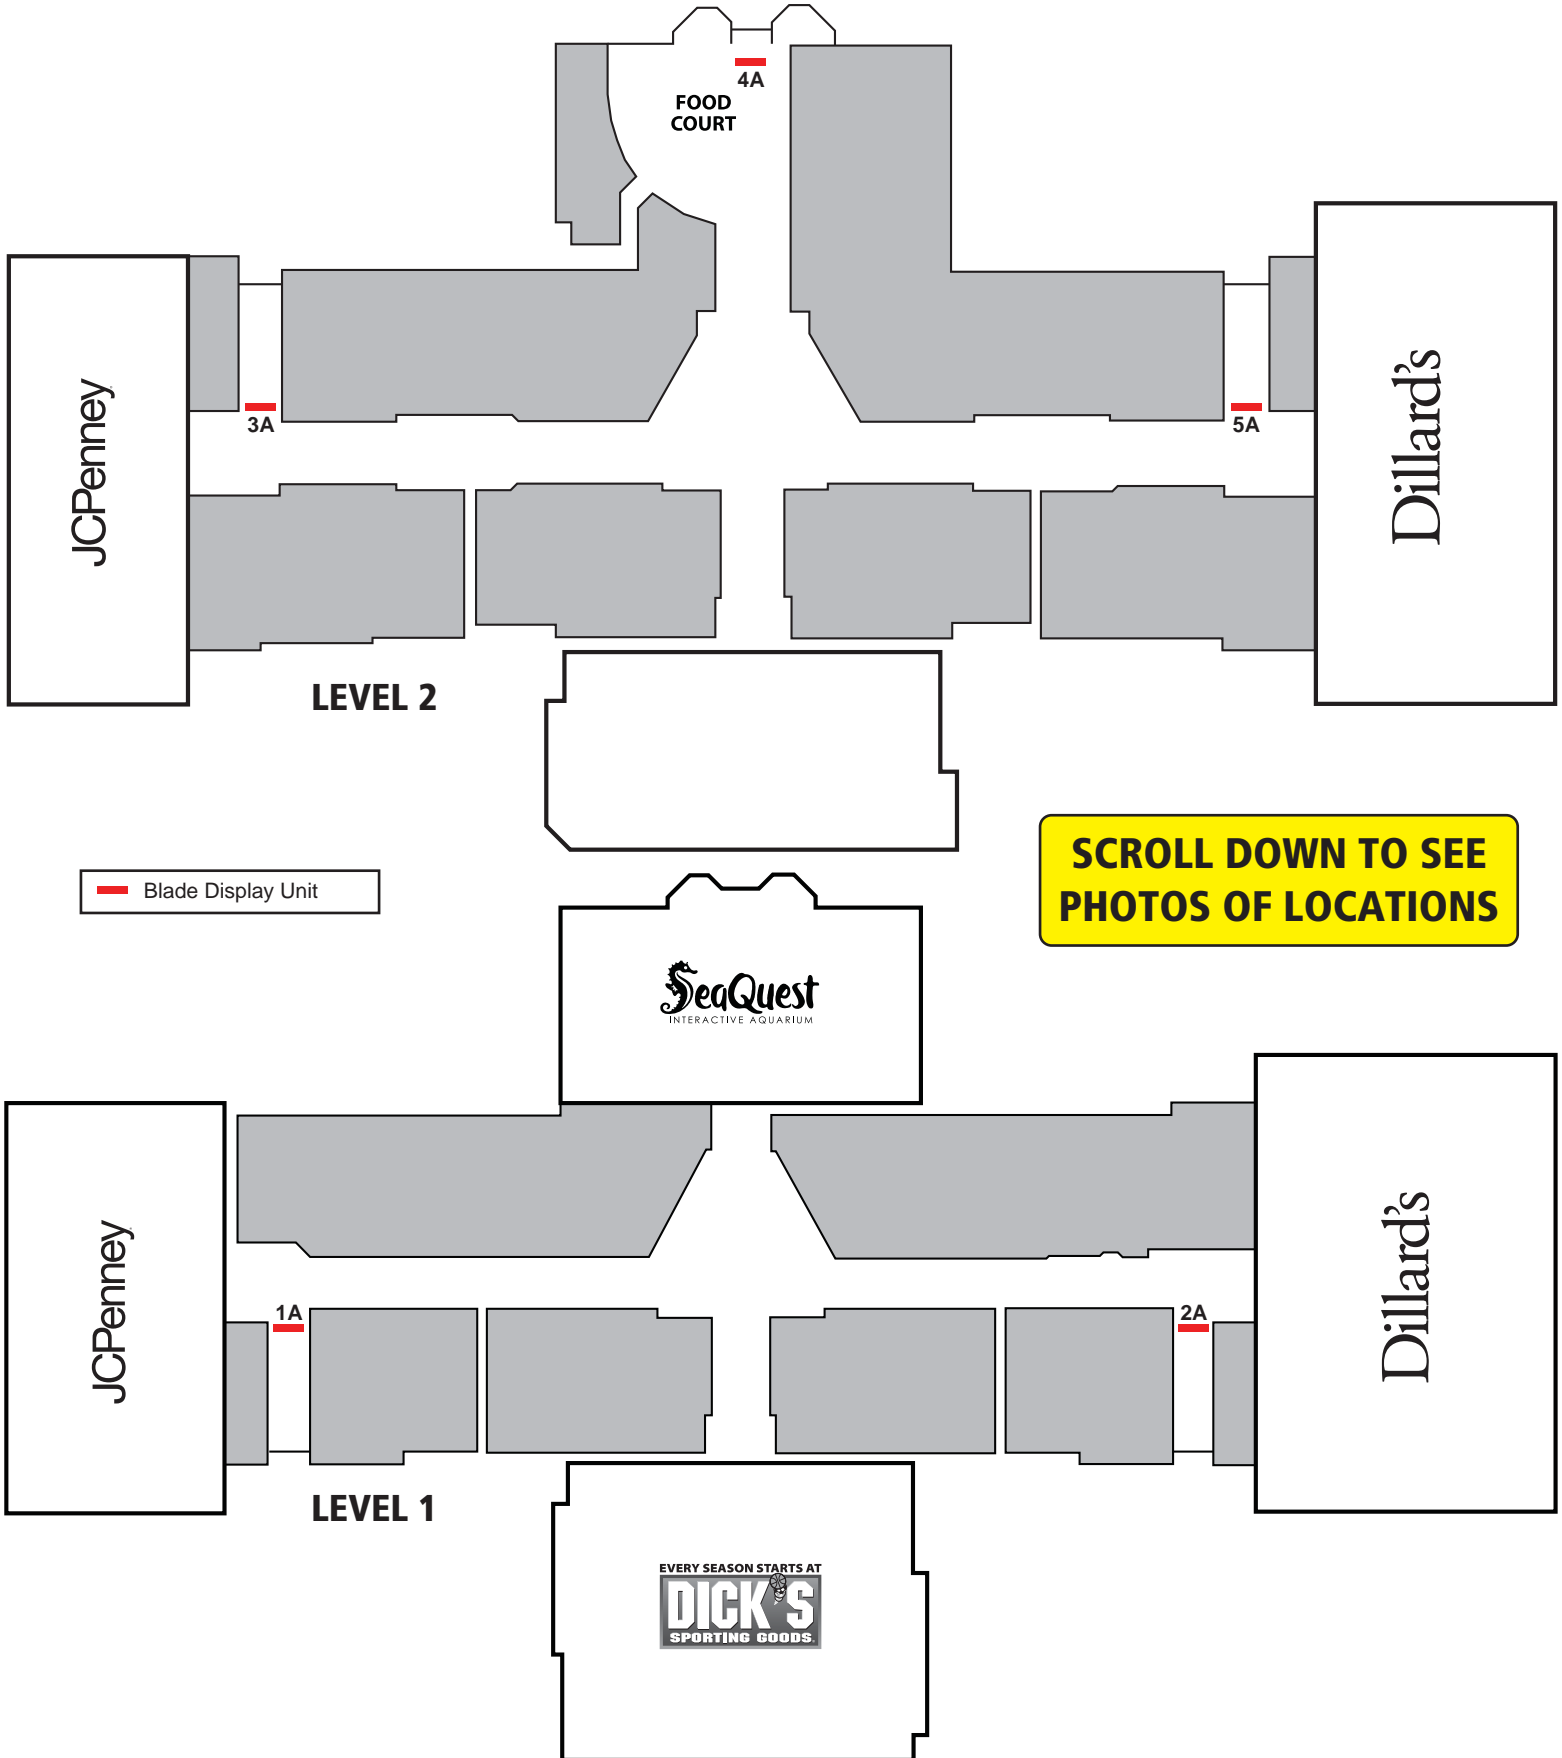 4A
FOOD
COURT
3A
5A
JCPenney
Dillard's
LEVEL 2
Blade Display Unit
SCROLL DOWN TO SEE
PHOTOS OF LOCATIONS
SeaQuest
INTERACTIVE AQUARIUM
JCPenney
Dillard's
1A
2A
LEVEL 1
EVERY SEASON STARTS AT
DICK'S
SPORTING GOODS